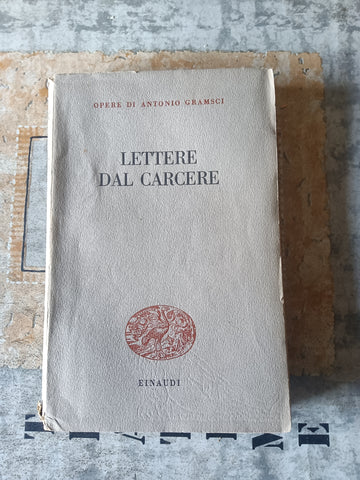 OPERE DI ANTONIO GRAMSCI
LETTERE
DAL CARCERE
EINAUDI